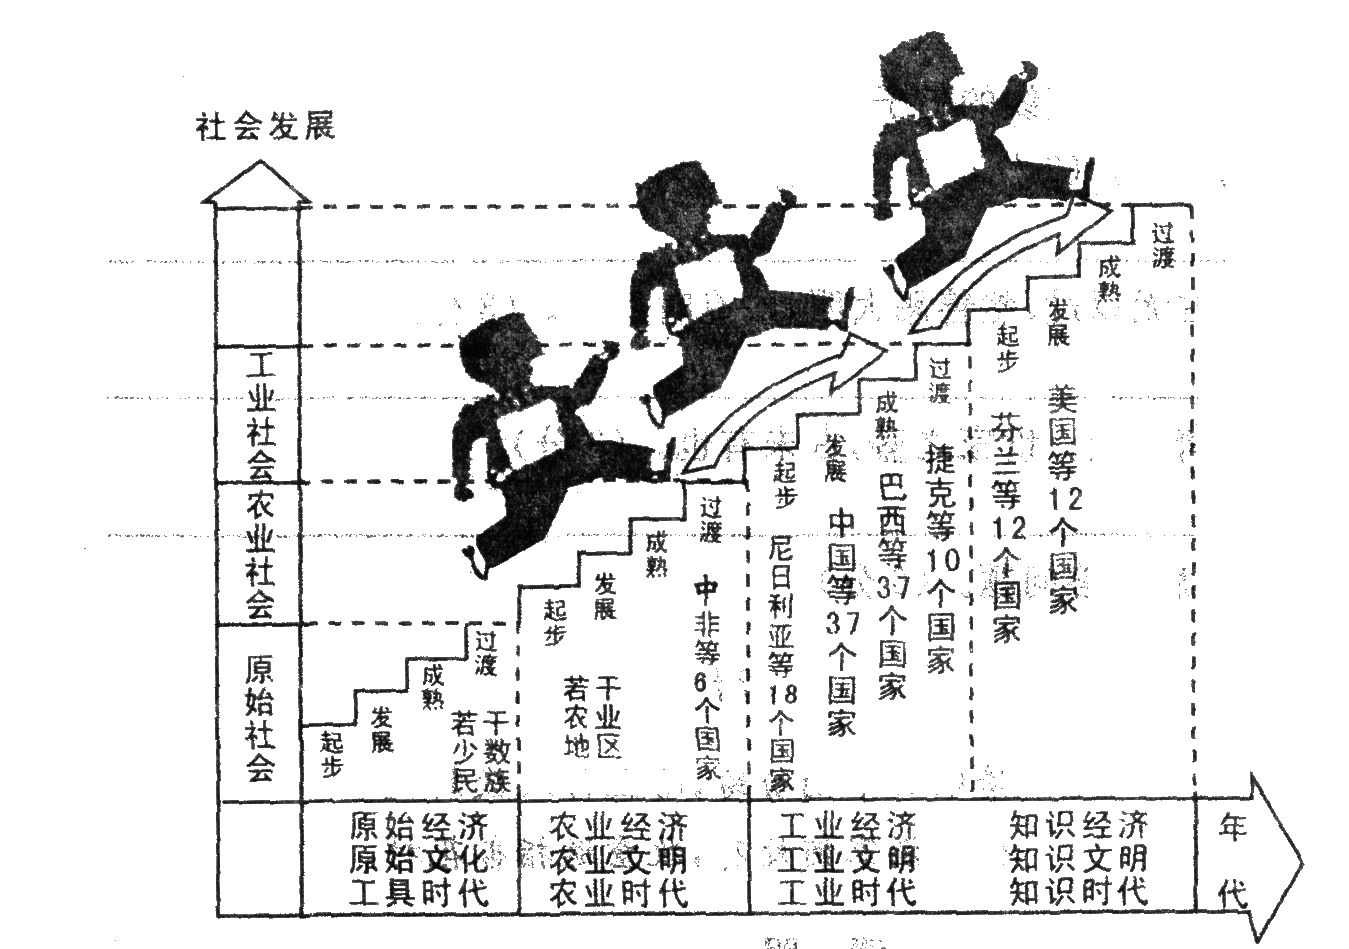 社会发展
工业社会
农业社会
原始社会
起步
发展
成熟
过渡
若干
少数
民族
起步
发展
成熟
过渡
若干
农业
地区
中非等6个国家
起步
发展
成熟
过渡
尼日利亚等18个国家
中国等37个国家
巴西等37个国家
捷克等10个国家
起步
发展
成熟
过渡
芬兰等12个国家
美国等12个国家
原始经济
原始文化
工具时代
农业经济
农业文明
农业时代
工业经济
工业文明
工业时代
知识经济
知识文明
知识时代
年代